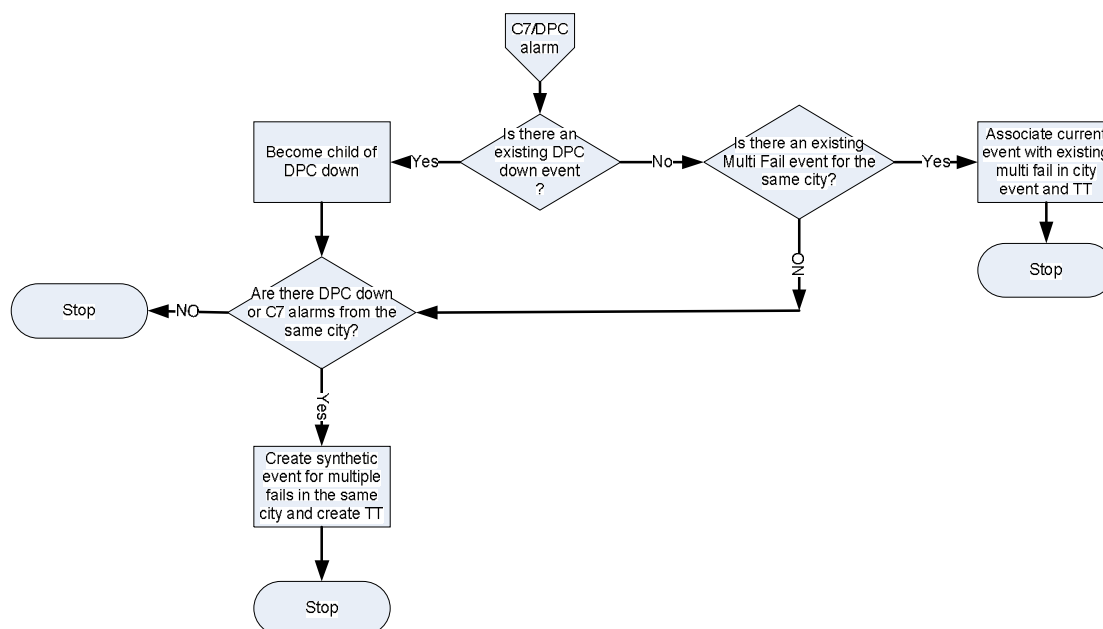 C7/DPC
alarm
Is there an
existing DPC
down event
?
Yes
No
Become child of
DPC down
Is there an existing
Multi Fail event for the
same city?
Yes
Associate current
event with existing
multi fail in city
event and TT
Stop
NO
Are there DPC down
or C7 alarms from the
same city?
NO
Stop
Yes
Create synthetic
event for multiple
fails in the same
city and create TT
Stop